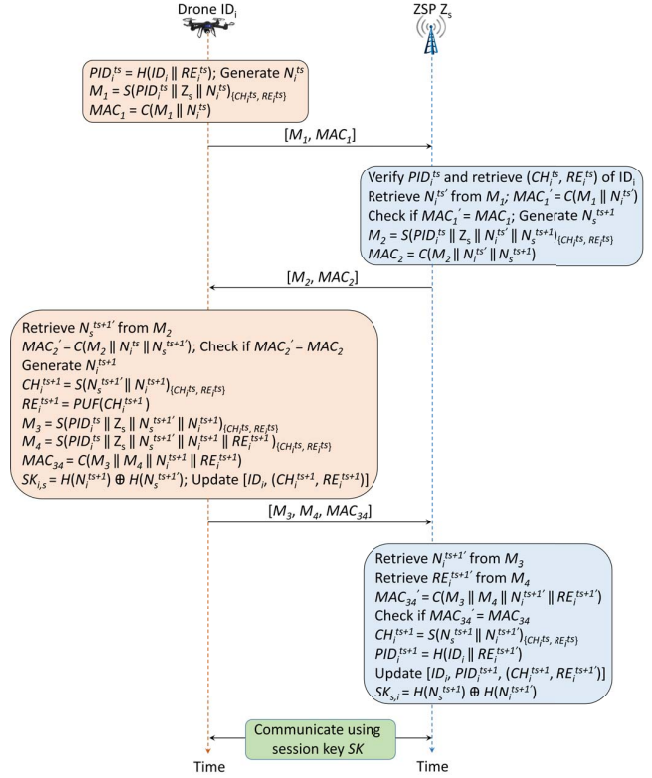 Drone IDᵢ
ZSP Zₛ
PIDᵢᵗˢ = H(IDᵢ ‖ REᵢᵗˢ); Generate Nᵢᵗˢ
M₁ = S(PIDᵢᵗˢ ‖ Zₛ ‖ Nᵢᵗˢ)_{CHᵢts, REᵢts}
MAC₁ = C(M₁ ‖ Nᵢᵗˢ)
[M₁, MAC₁]
Verify PIDᵢᵗˢ and retrieve (CHᵢᵗˢ, REᵢᵗˢ) of IDᵢ
Retrieve Nᵢᵗˢ′ from M₁; MAC₁′ = C(M₁ ‖ Nᵢᵗˢ′)
Check if MAC₁′ = MAC₁; Generate Nₛᵗˢ⁺¹
M₂ = S(PIDᵢᵗˢ ‖ Zₛ ‖ Nᵢᵗˢ′ ‖ Nₛᵗˢ⁺¹)_{CHᵢts, REᵢts}
MAC₂ = C(M₂ ‖ Nᵢᵗˢ′ ‖ Nₛᵗˢ⁺¹)
[M₂, MAC₂]
Retrieve Nₛᵗˢ⁺¹′ from M₂
MAC₂′ = C(M₂ ‖ Nᵢᵗˢ ‖ Nₛᵗˢ⁺¹′), Check if MAC₂′ = MAC₂
Generate Nᵢᵗˢ⁺¹
CHᵢᵗˢ⁺¹ = S(Nₛᵗˢ⁺¹′ ‖ Nᵢᵗˢ⁺¹)_{CHᵢts, REᵢts}
REᵢᵗˢ⁺¹ = PUF(CHᵢᵗˢ⁺¹)
M₃ = S(PIDᵢᵗˢ ‖ Zₛ ‖ Nₛᵗˢ⁺¹′ ‖ Nᵢᵗˢ⁺¹)_{CHᵢts, REᵢts}
M₄ = S(PIDᵢᵗˢ ‖ Zₛ ‖ Nₛᵗˢ⁺¹′ ‖ Nᵢᵗˢ⁺¹ ‖ REᵢᵗˢ⁺¹)_{CHᵢts, REᵢts}
MAC₃₄ = C(M₃ ‖ M₄ ‖ Nᵢᵗˢ⁺¹ ‖ REᵢᵗˢ⁺¹)
SKᵢ,ₛ = H(Nᵢᵗˢ⁺¹) ⊕ H(Nₛᵗˢ⁺¹′); Update [IDᵢ, (CHᵢᵗˢ⁺¹, REᵢᵗˢ⁺¹)]
[M₃, M₄, MAC₃₄]
Retrieve Nᵢᵗˢ⁺¹′ from M₃
Retrieve REᵢᵗˢ⁺¹′ from M₄
MAC₃₄′ = C(M₃ ‖ M₄ ‖ Nᵢᵗˢ⁺¹′ ‖ REᵢᵗˢ⁺¹′)
Check if MAC₃₄′ = MAC₃₄
CHᵢᵗˢ⁺¹ = S(Nₛᵗˢ⁺¹ ‖ Nᵢᵗˢ⁺¹′)_{CHᵢts, REᵢts}
PIDᵢᵗˢ⁺¹ = H(IDᵢ ‖ REᵢᵗˢ⁺¹′)
Update [IDᵢ, PIDᵢᵗˢ⁺¹, (CHᵢᵗˢ⁺¹, REᵢᵗˢ⁺¹′)]
SKₛ,ᵢ = H(Nₛᵗˢ⁺¹) ⊕ H(Nᵢᵗˢ⁺¹′)
Communicate using
session key SK
Time
Time